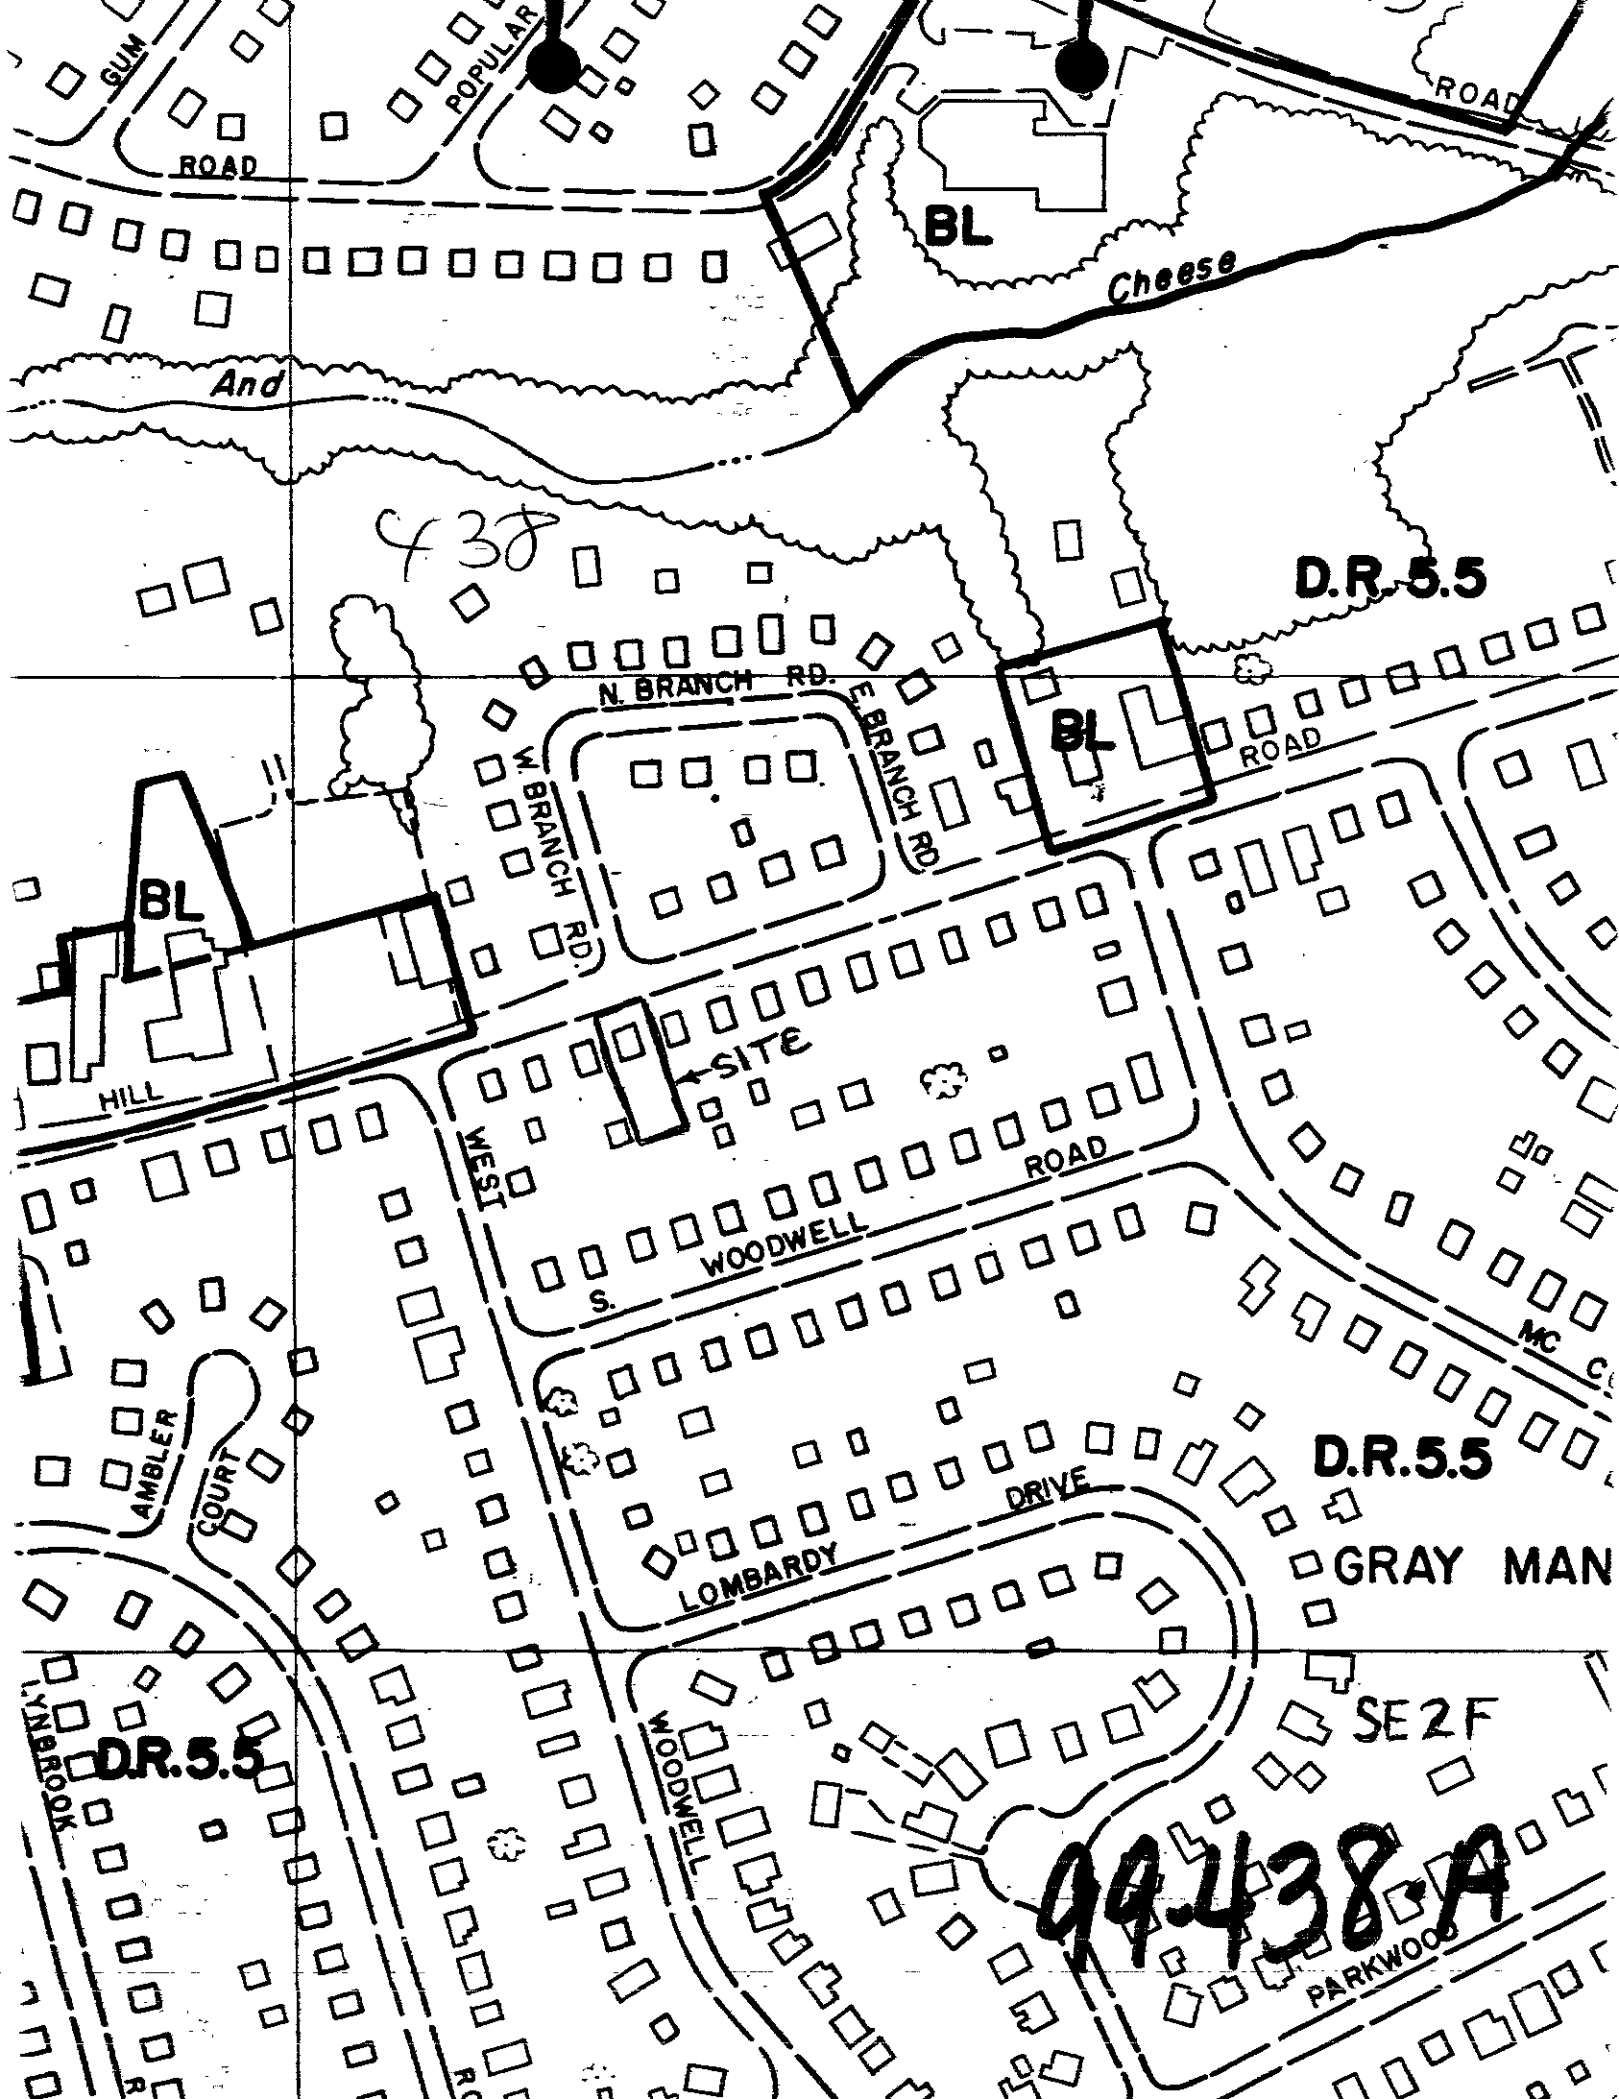 GUM
POPULAR
ROAD
ROAD
BL
Cheese
And
438
D.R. 5.5
N. BRANCH RD.
E. BRANCH RD.
BL
ROAD
W. BRANCH RD.
BL
SITE
HILL
WEST
ROAD
WOODWELL
S.
MC
AMBLER
COURT
D.R. 5.5
DRIVE
LOMBARDY
GRAY MAN
LYNBROOK
D.R. 5.5
WOODWELL
SE 2 F
99.438.A
PARKWOOD